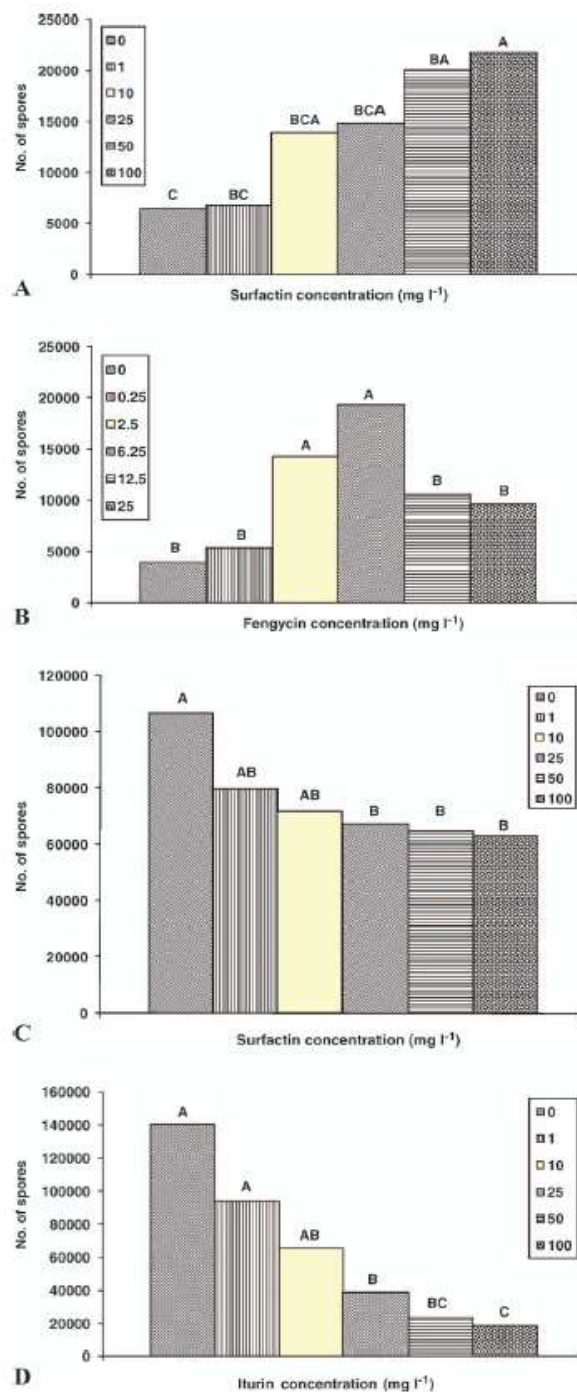 25000
20000
15000
10000
5000
0
No. of spores
0
1
10
25
50
100
C
BC
BCA
BCA
BA
A
A
Surfactin concentration (mg l⁻¹)
25000
20000
15000
10000
5000
0
No. of spores
0
0.25
2.5
6.25
12.5
25
B
B
A
A
B
B
B
Fengycin concentration (mg l⁻¹)
120000
100000
80000
60000
40000
20000
0
No. of spores
A
AB
AB
B
B
B
0
1
10
25
50
100
C
Surfactin concentration (mg l⁻¹)
160000
140000
120000
100000
80000
60000
40000
20000
0
No. of spores
A
A
AB
B
BC
C
0
1
10
25
50
100
D
Iturin concentration (mg l⁻¹)